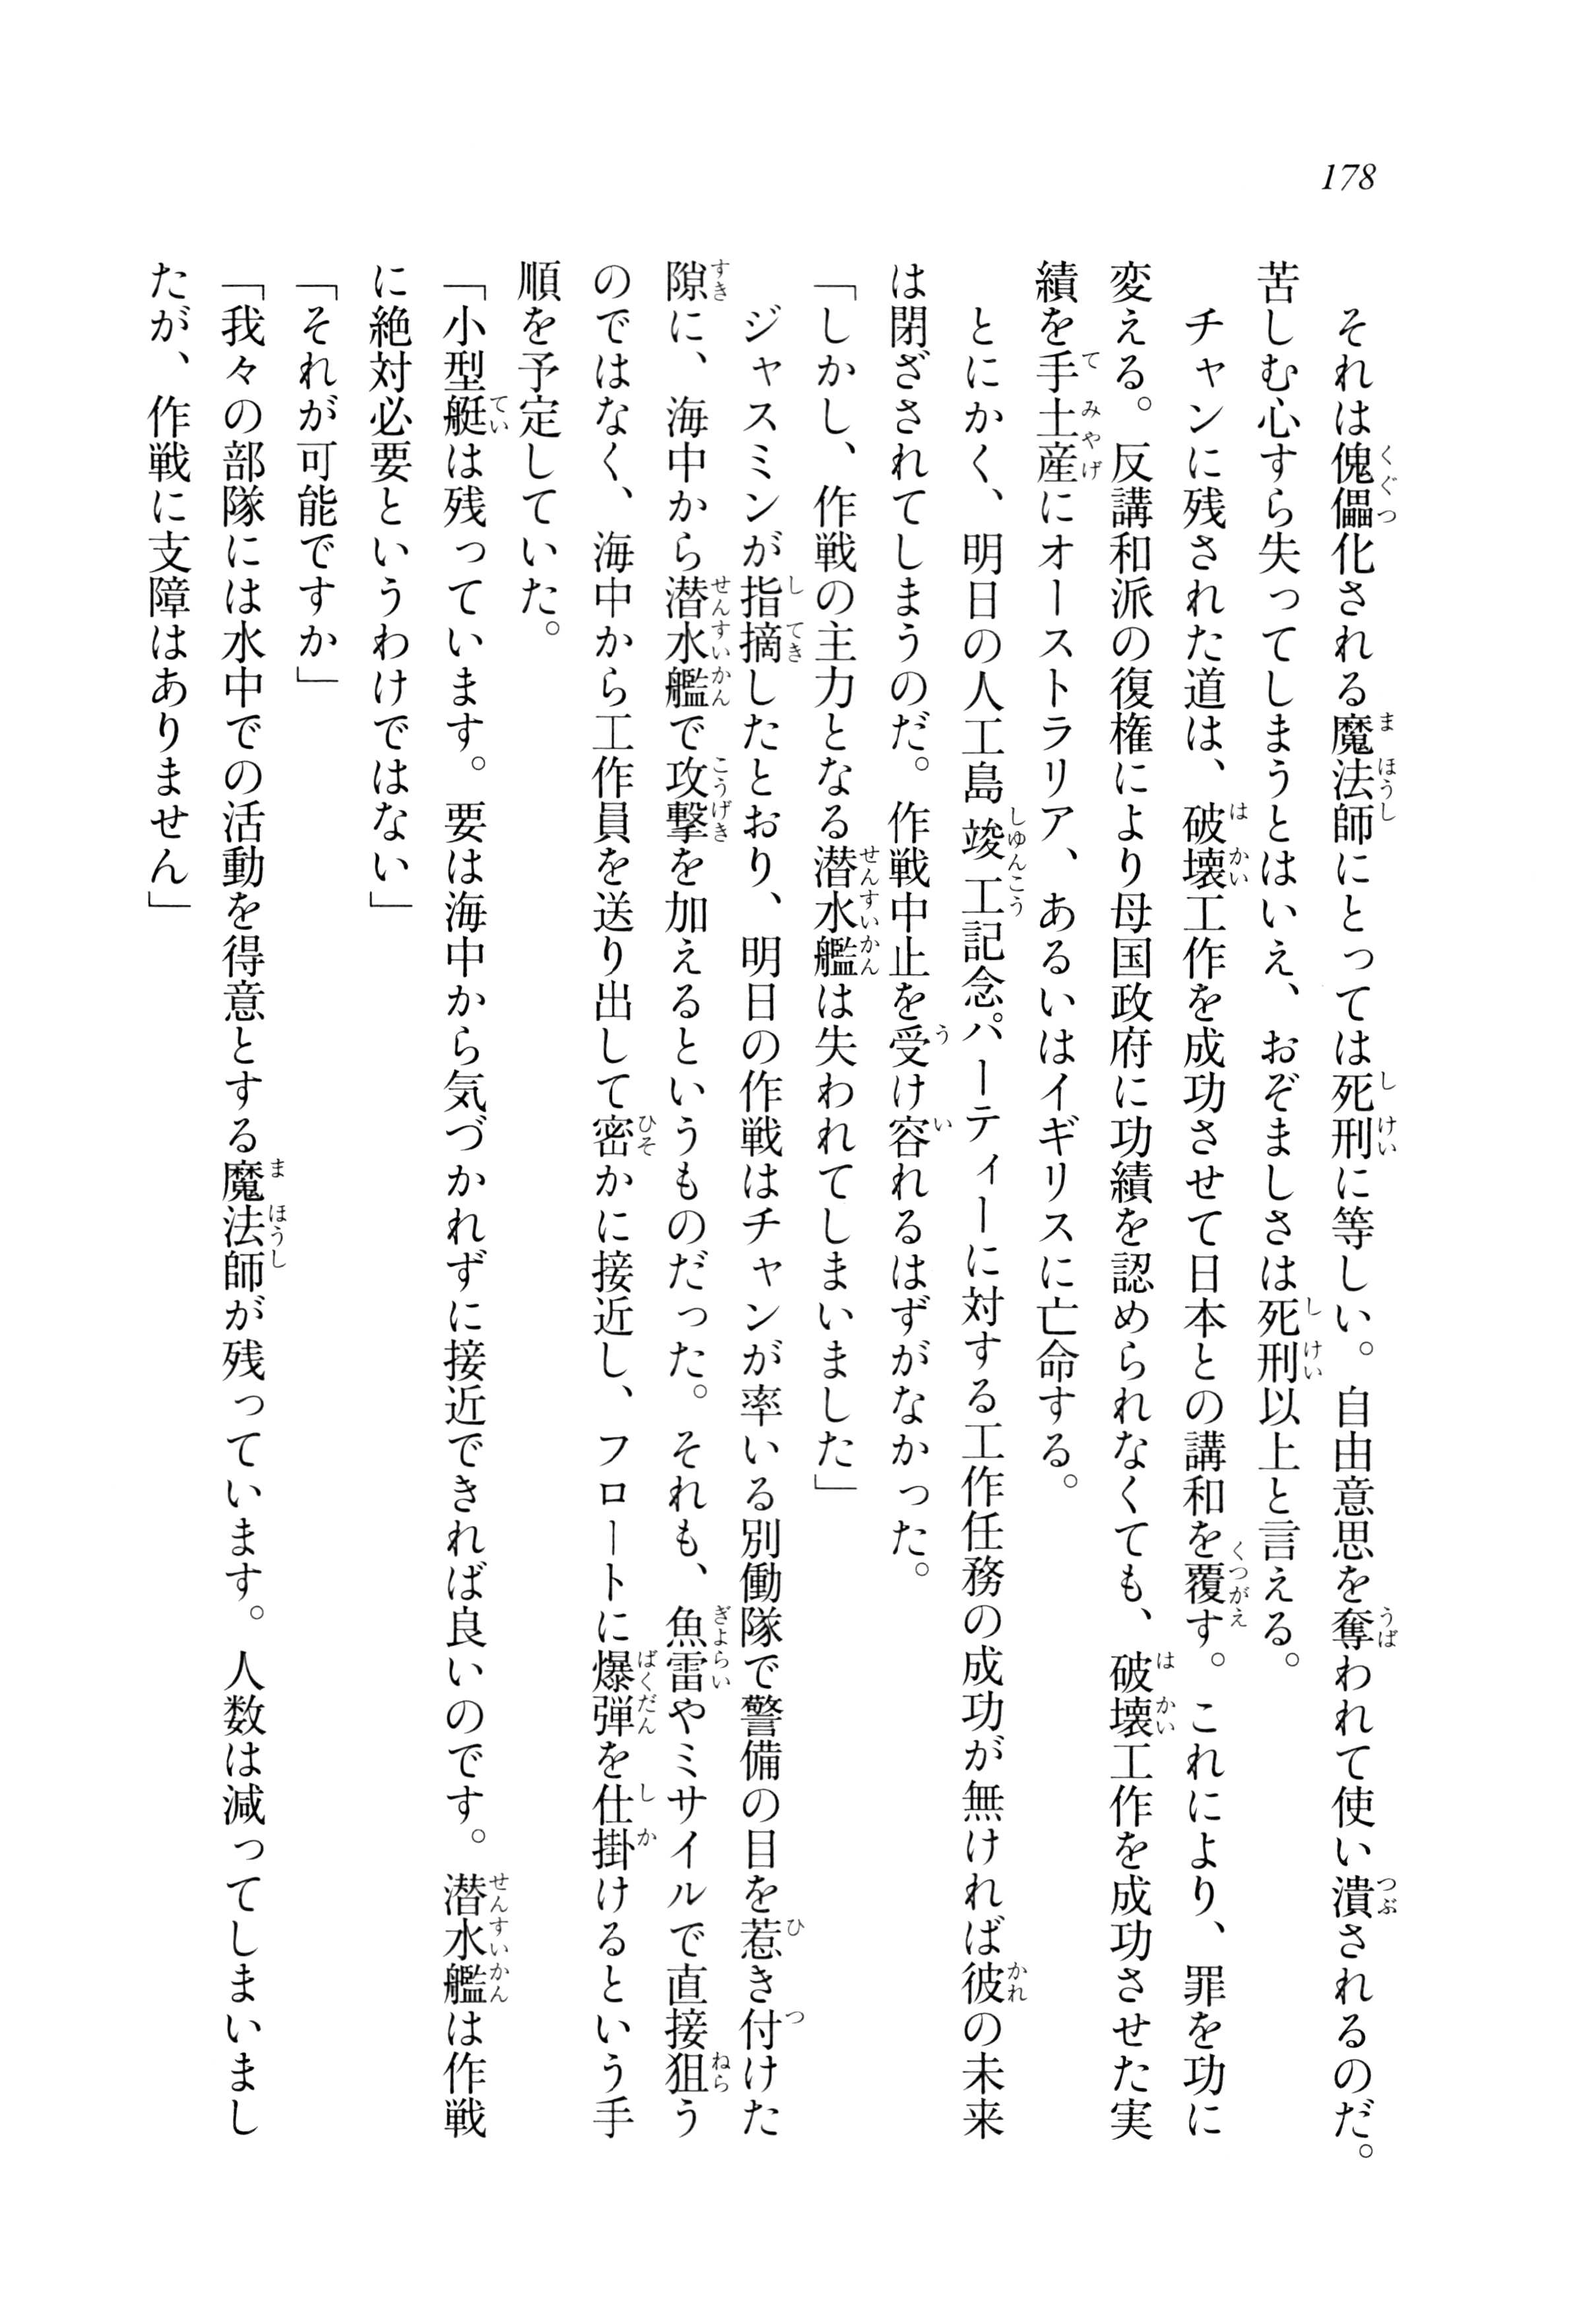 178
それは傀儡化される魔法師にとっては死刑に等しい。自由意思を奪われて使い潰されるのだ。
苦しむ心すら失ってしまうとはいえ、おぞましさは死刑以上と言える。
チャンに残された道は、破壊工作を成功させて日本との講和を覆す。これにより、罪を功に
変える。反講和派の復権により母国政府に功績を認められなくても、破壊工作を成功させた実
績を手土産にオーストラリア、あるいはイギリスに亡命する。
とにかく、明日の人工島竣工記念パーティーに対する工作任務の成功が無ければ彼の未来
は閉ざされてしまうのだ。作戦中止を受け容れるはずがなかった。
「しかし、作戦の主力となる潜水艦は失われてしまいました」
ジャスミンが指摘したとおり、明日の作戦はチャンが率いる別働隊で警備の目を惹き付けた
隙に、海中から潜水艦で攻撃を加えるというものだった。それも、魚雷やミサイルで直接狙う
のではなく、海中から工作員を送り出して密かに接近し、フロートに爆弾を仕掛けるという手
順を予定していた。
「小型艇は残っています。要は海中から気づかれずに接近できれば良いのです。潜水艦は作戦
に絶対必要というわけではない」
「それが可能ですか」
「我々の部隊には水中での活動を得意とする魔法師が残っています。人数は減ってしまいまし
たが、作戦に支障はありません」